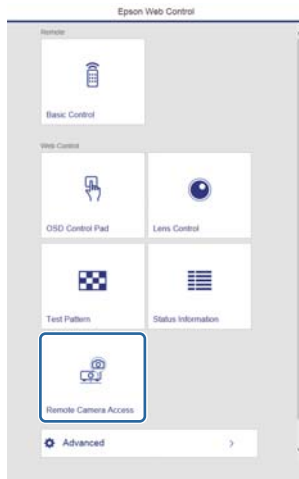 Epson Web Control
Remote
Basic Control
Web Control
OSD Control Pad
Lens Control
Test Pattern
Status Information
Remote Camera Access
Advanced